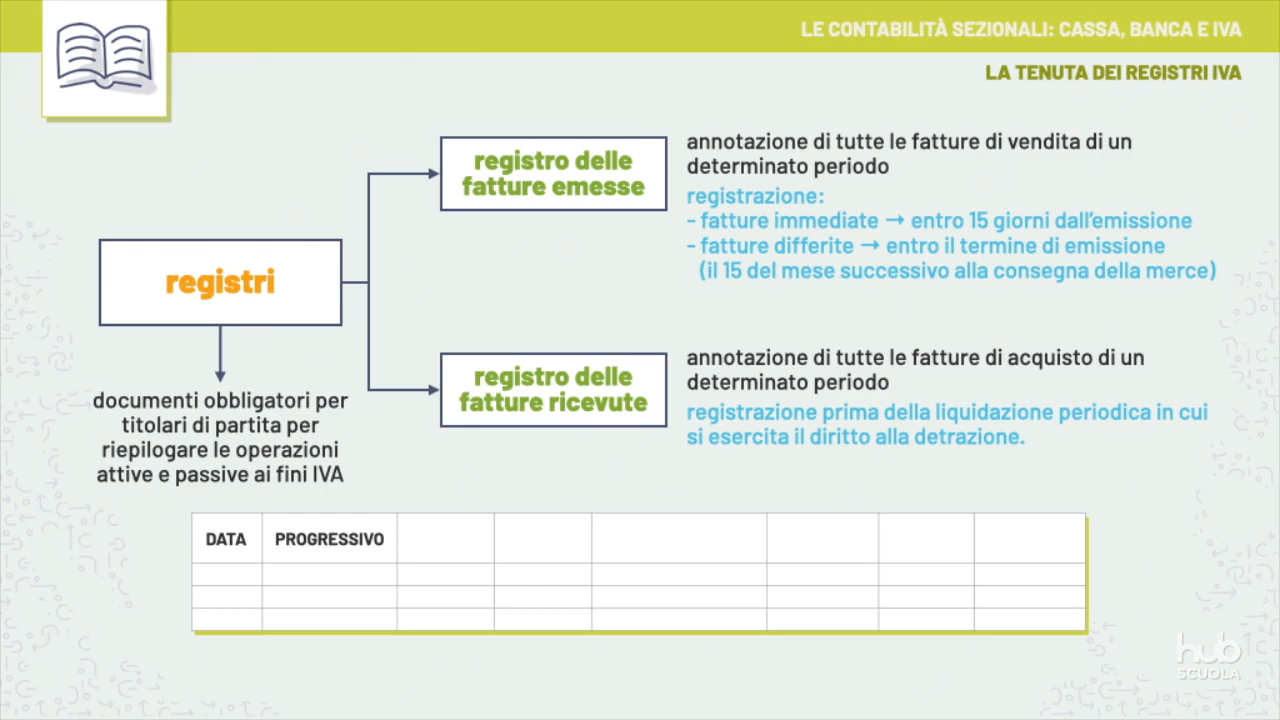 LE CONTABILITÀ SEZIONALI: CASSA, BANCA E IVA
LA TENUTA DEI REGISTRI IVA
registri
documenti obbligatori per
titolari di partita per
riepilogare le operazioni
attive e passive ai fini IVA
registro delle
fatture emesse
annotazione di tutte le fatture di vendita di un
determinato periodo
registrazione:
- fatture immediate → entro 15 giorni dall'emissione
- fatture differite → entro il termine di emissione
(il 15 del mese successivo alla consegna della merce)
registro delle
fatture ricevute
annotazione di tutte le fatture di acquisto di un
determinato periodo
registrazione prima della liquidazione periodica in cui
si esercita il diritto alla detrazione.
DATA PROGRESSIVO
hub
SCUOLA